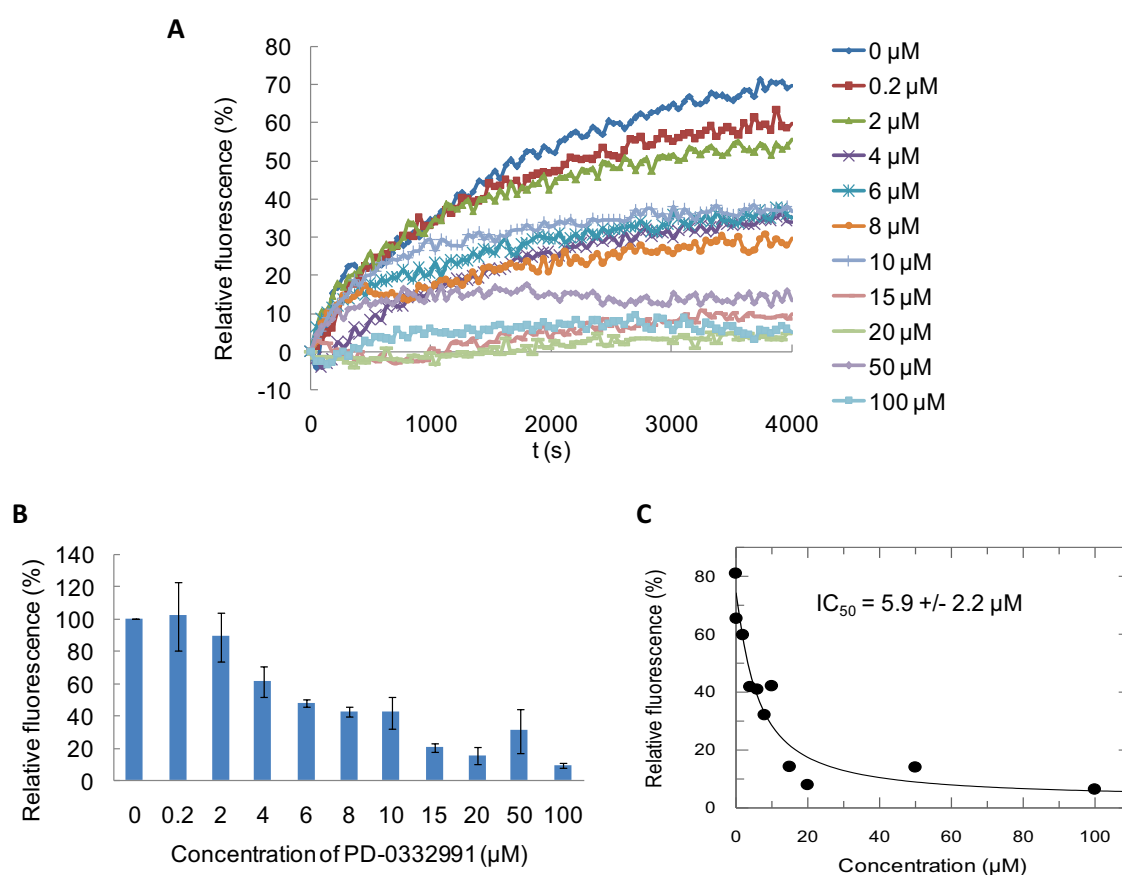 A
Relative fluorescence (%)
80
70
60
50
40
30
20
10
0
-10
0 1000 2000 3000 4000
t (s)
0 µM
0.2 µM
2 µM
4 µM
6 µM
8 µM
10 µM
15 µM
20 µM
50 µM
100 µM
B
Relative fluorescence (%)
140
120
100
80
60
40
20
0
0 0.2 2 4 6 8 10 15 20 50 100
Concentration of PD-0332991 (µM)
C
Relative fluorescence (%)
80
60
40
20
0
IC50 = 5.9 +/- 2.2 µM
0 20 40 60 80 100
Concentration (µM)